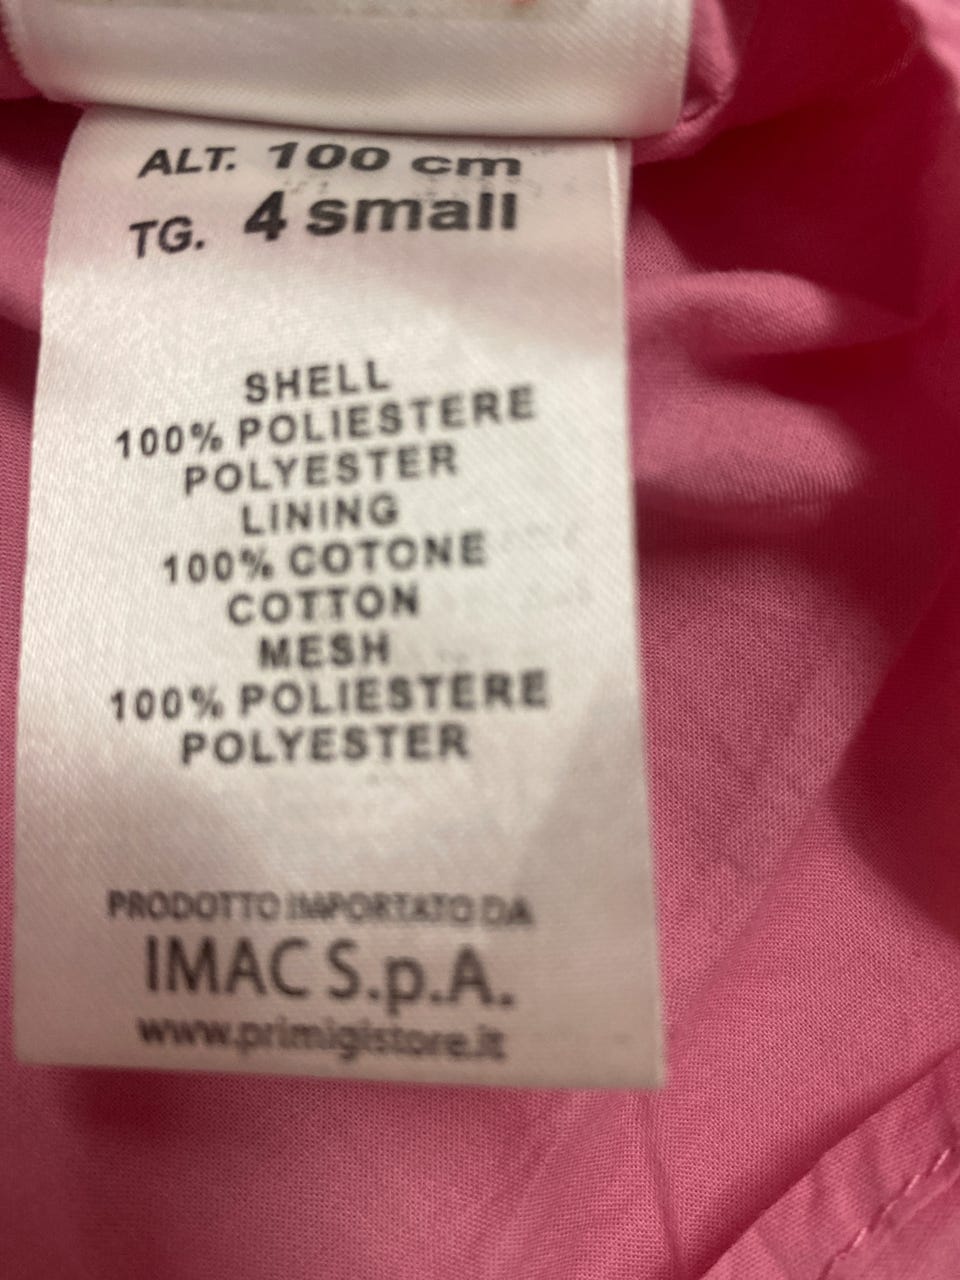 ALT. 100 cm
TG. 4 small
SHELL
100% POLIESTERE
POLYESTER
LINING
100% COTONE
COTTON
MESH
100% POLIESTERE
POLYESTER
PRODOTTO IMPORTATO DA
IMAC S.p.A.
www.primigistore.it